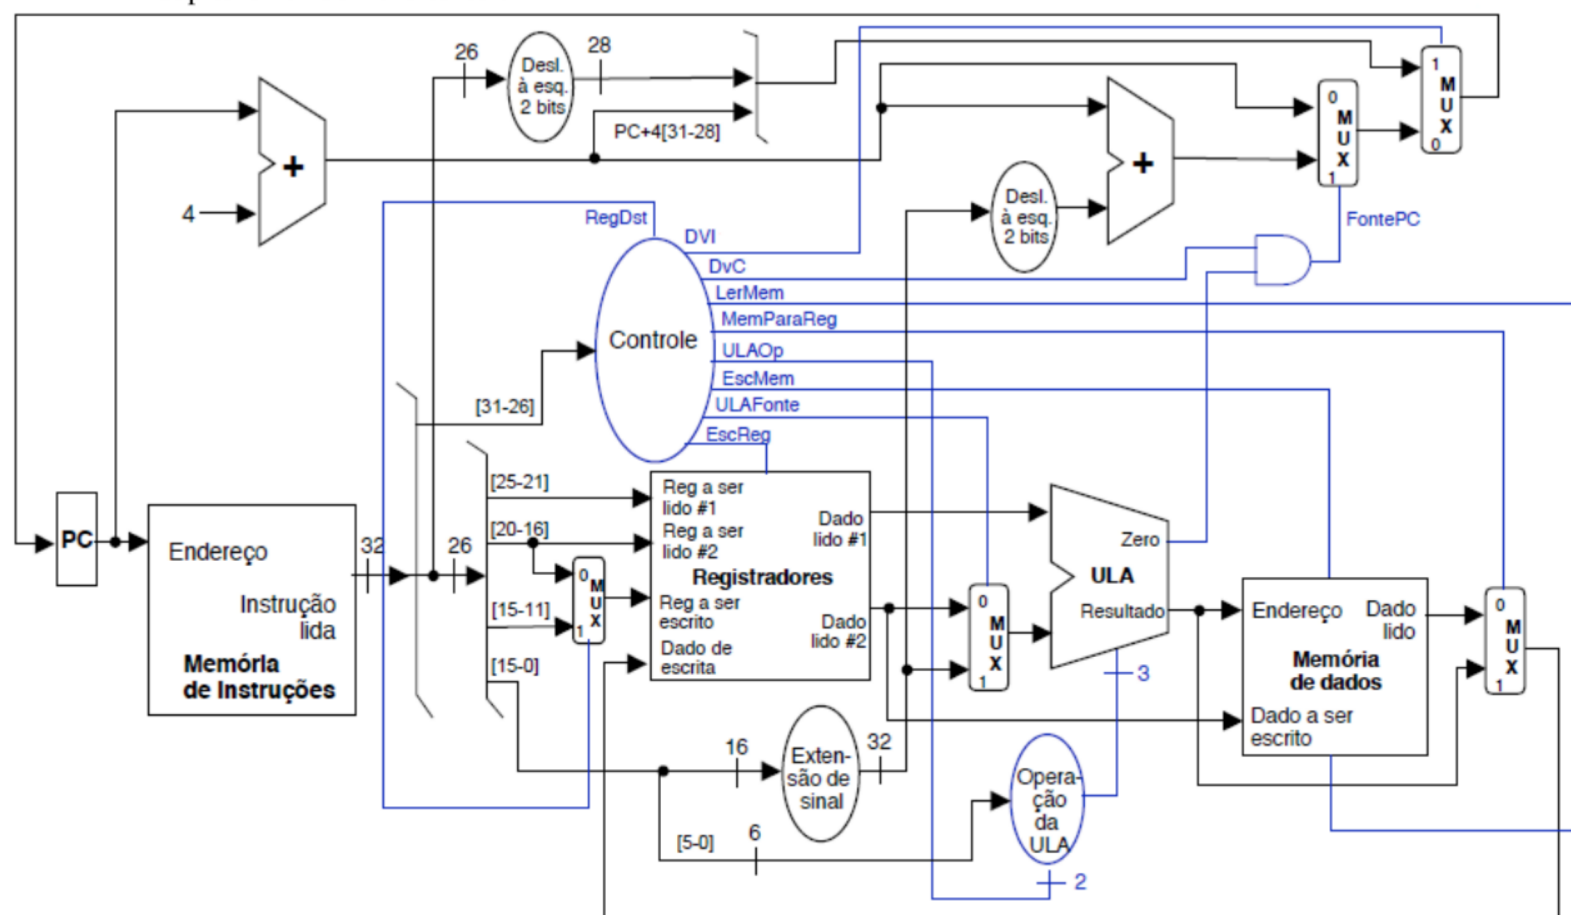 26
28
Desl.
à esq.
2 bits
PC+4[31-28]
+
4
1
M
U
X
0
0
M
U
X
1
Desl.
à esq.
2 bits
+
FontePC
RegDst
DVI
DvC
LerMem
MemParaReg
ULAOp
EscMem
ULAFonte
EscReg
Controle
[31-26]
[25-21]
[20-16]
[15-11]
[15-0]
PC
Endereço
Instrução
lida
Memória
de Instruções
32
26
0
M
U
X
1
Reg a ser
lido #1
Reg a ser
lido #2
Registradores
Reg a ser
escrito
Dado de
escrita
Dado
lido #1
Dado
lido #2
0
M
U
X
1
Zero
ULA
Resultado
3
Endereço
Dado
lido
Memória
de dados
Dado a ser
escrito
0
M
U
X
1
16
Exten-
são de
sinal
32
[5-0]
6
Opera-
ção
da
ULA
2